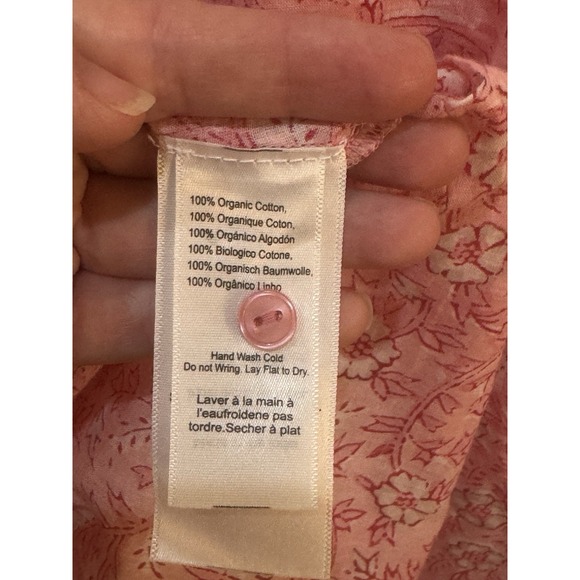 100% Organic Cotton,
100% Organique Coton,
100% Orgánico Algodón
100% Biologico Cotone,
100% Organisch Baumwolle,
100% Orgânico Linho
Hand Wash Cold
Do not Wring. Lay Flat to Dry.
Laver à la main à
l'eaufroidene pas
tordre.Secher à plat